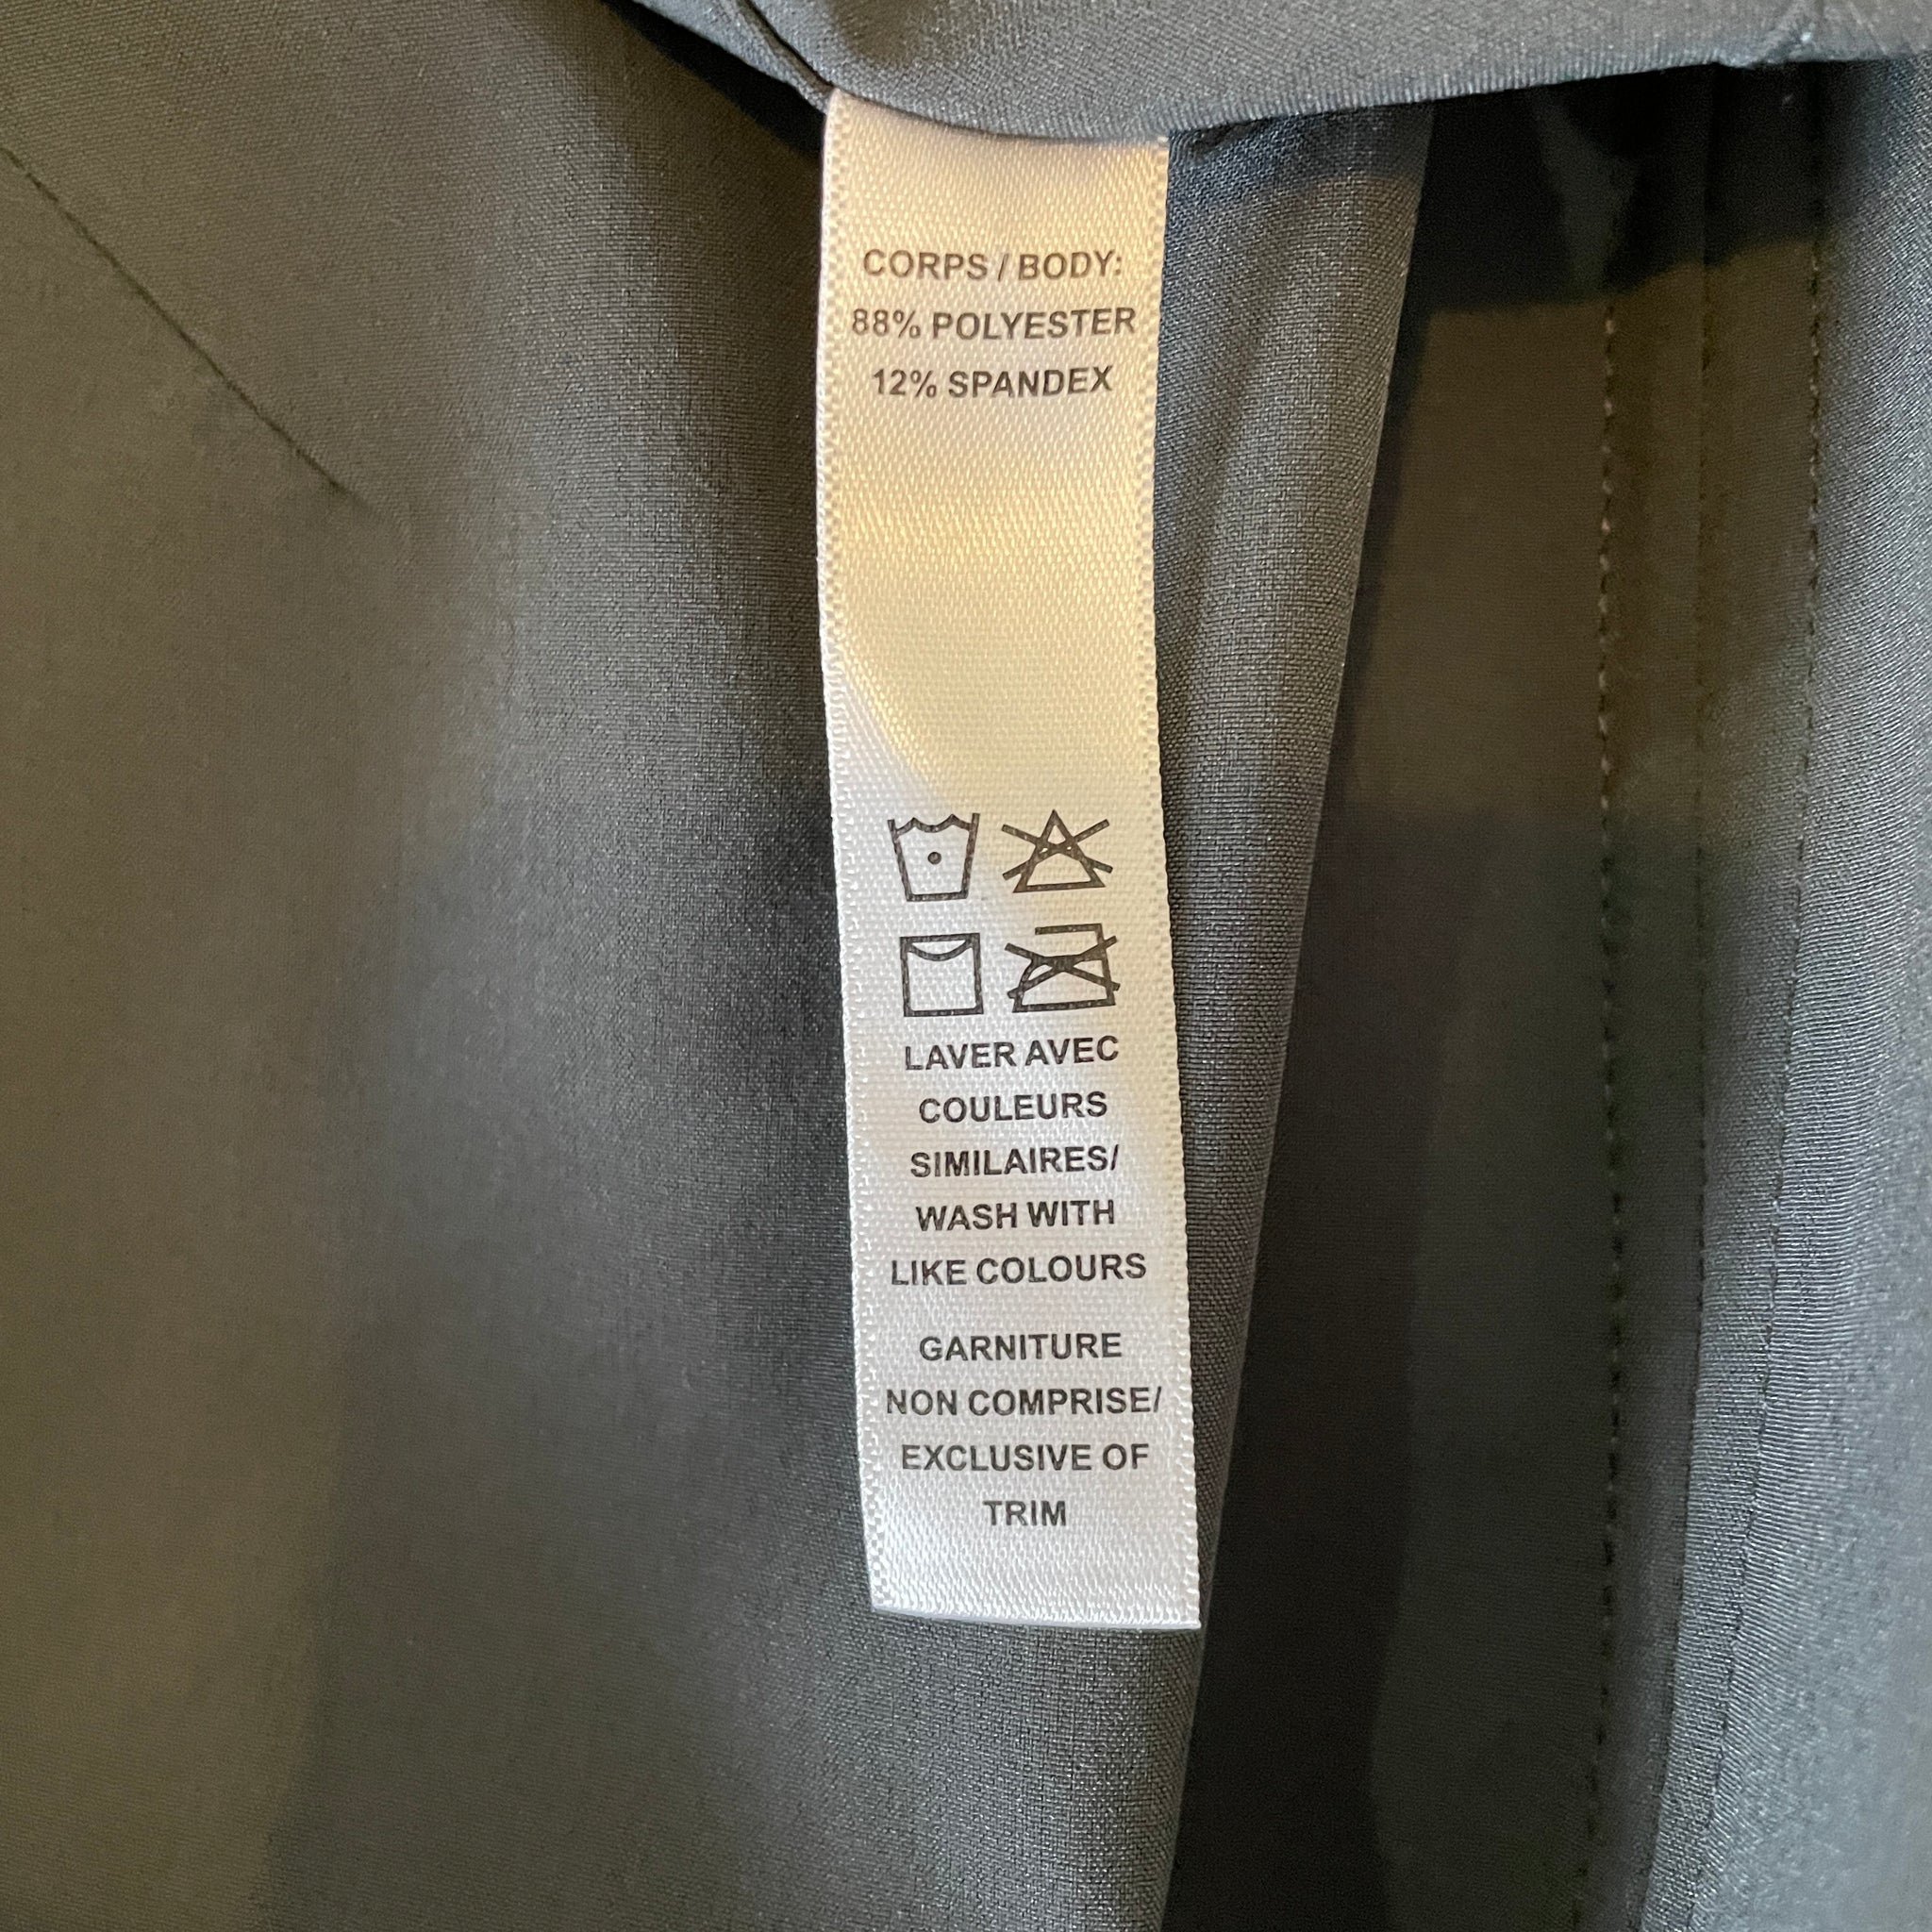 CORPS / BODY:
88% POLYESTER
12% SPANDEX
LAVER AVEC
COULEURS
SIMILAIRES/
WASH WITH
LIKE COLOURS
GARNITURE
NON COMPRISE/
EXCLUSIVE OF
TRIM